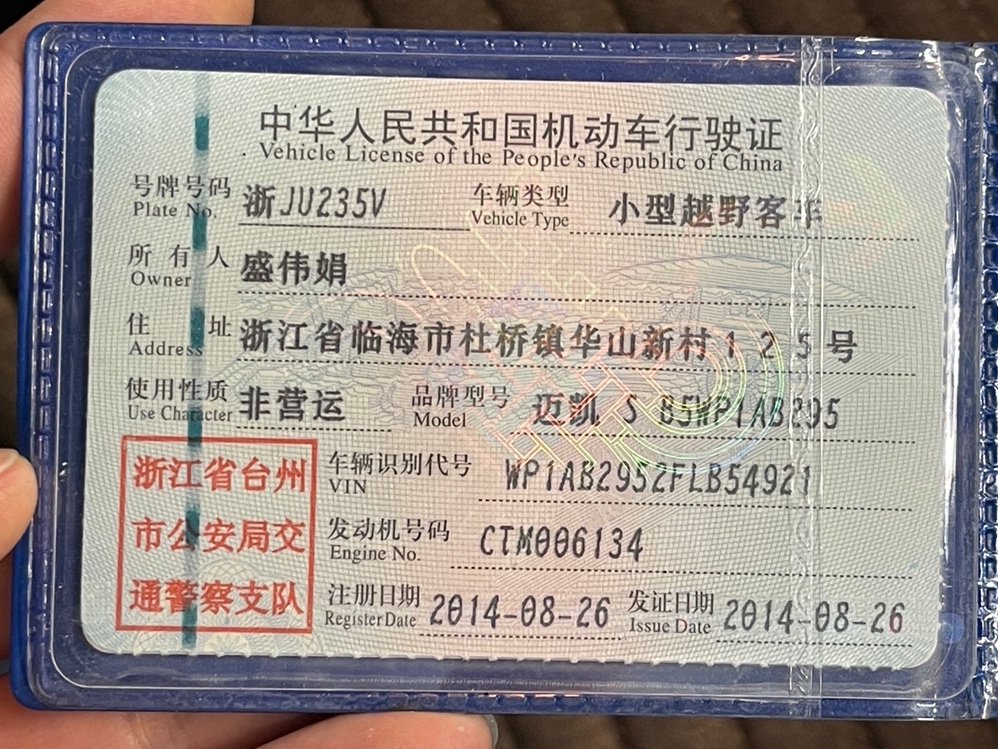 中华人民共和国机动车行驶证
Vehicle License of the People's Republic of China
号牌号码 浙JU235V 车辆类型 小型越野客车
Plate No. Vehicle Type
所有人 盛伟娟
Owner
住址 浙江省临海市杜桥镇华山新村125号
Address
使用性质 非营运 品牌型号 迈凯 S 85WP1AB295
Use Character Model
浙江省台州
市公安局交
通警察支队
车辆识别代号 WP1AB2952FLB54921
VIN
发动机号码 CTM006134
Engine No.
注册日期 2014-08-26 发证日期 2014-08-26
Register Date Issue Date